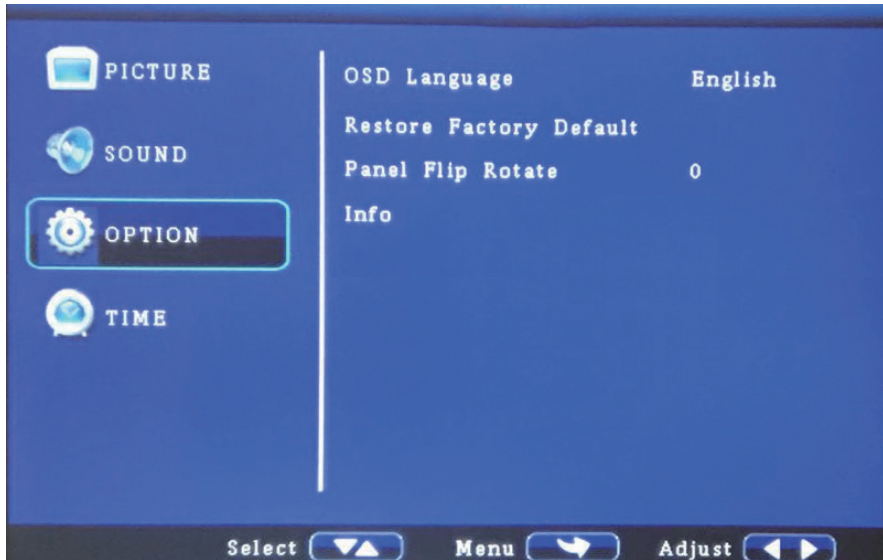 PICTURE
SOUND
OPTION
TIME
OSD Language English
Restore Factory Default
Panel Flip Rotate 0
Info
Select Menu Adjust